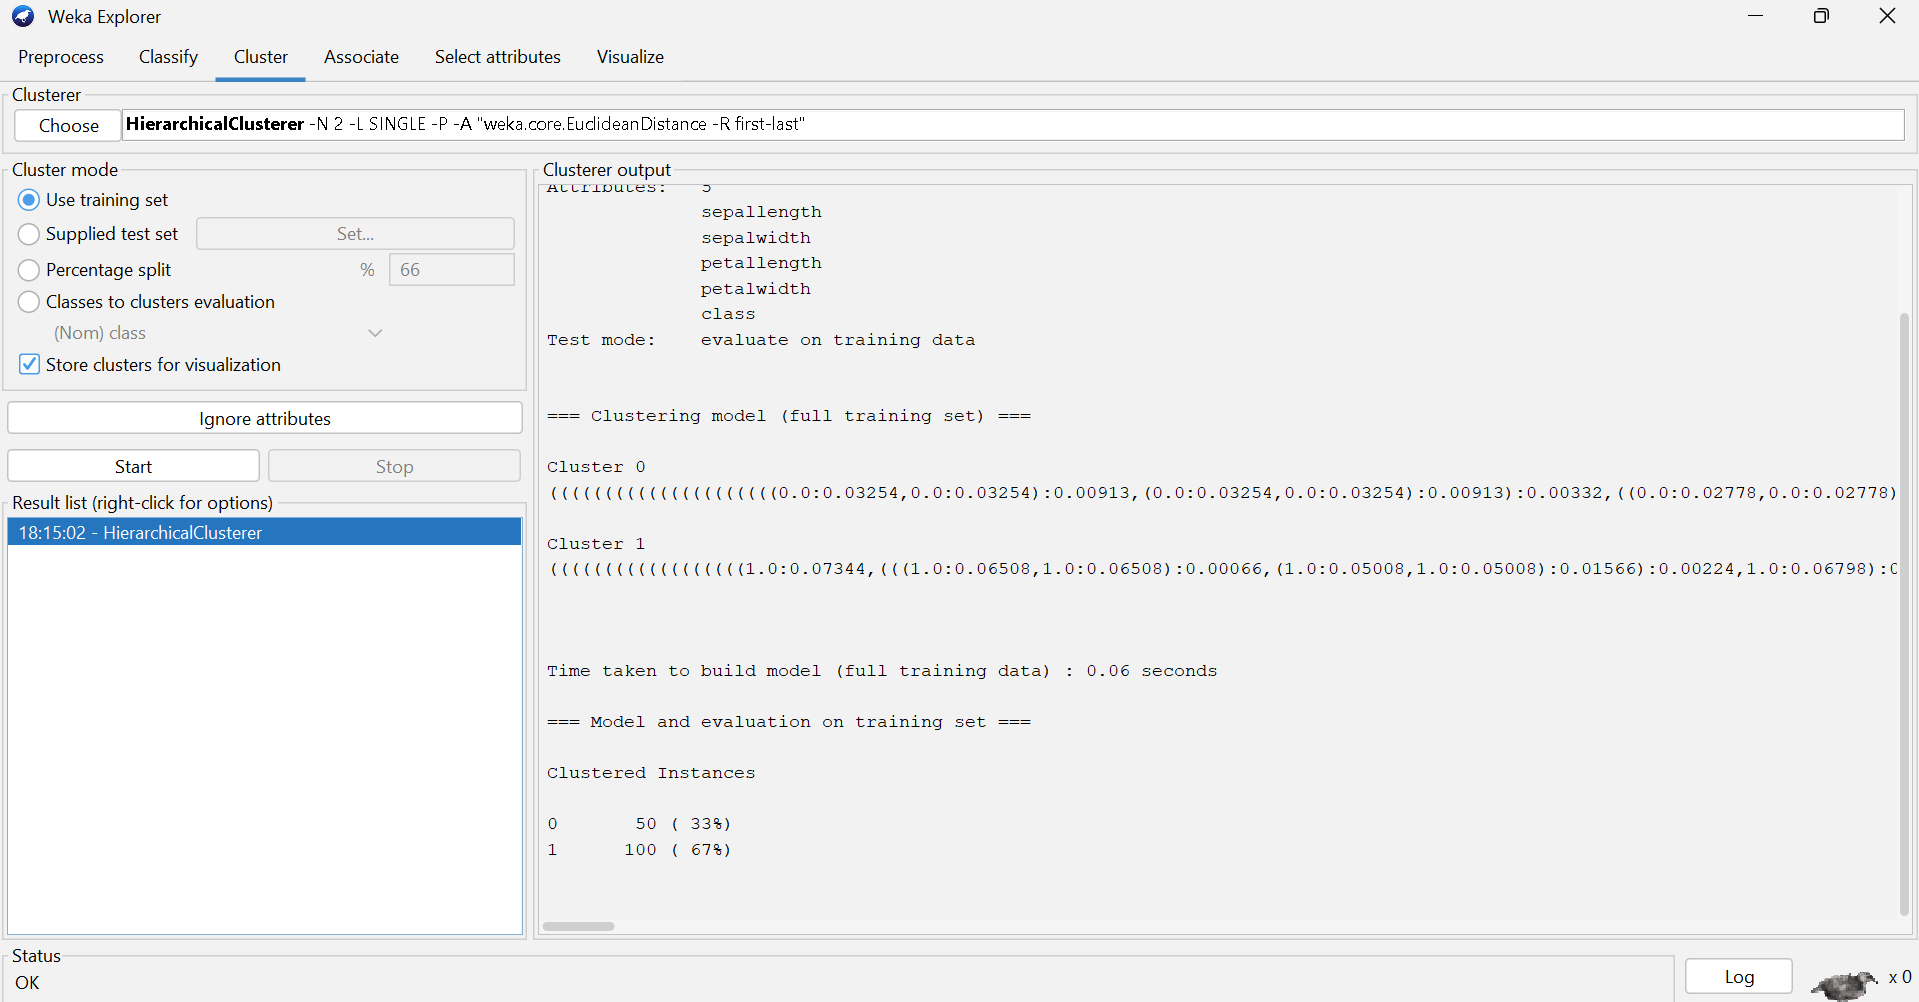 Weka Explorer
Preprocess Classify Cluster Associate Select attributes Visualize
Clusterer
Choose HierarchicalClusterer -N 2 -L SINGLE -P -A "weka.core.EuclideanDistance -R first-last"
Cluster mode
Use training set
Supplied test set Set...
Percentage split % 66
Classes to clusters evaluation
(Nom) class
Store clusters for visualization
Ignore attributes
Start Stop
Result list (right-click for options)
18:15:02 - HierarchicalClusterer
Clusterer output
Attributes: 5
sepallength
sepalwidth
petallength
petalwidth
class
Test mode: evaluate on training data
=== Clustering model (full training set) ===
Cluster 0
(((((((((((((((((((((0.0:0.03254,0.0:0.03254):0.00913,(0.0:0.03254,0.0:0.03254):0.00913):0.00332,((0.0:0.02778,0.0:0.02778)
Cluster 1
((((((((((((((((((1.0:0.07344,(((1.0:0.06508,1.0:0.06508):0.00066,(1.0:0.05008,1.0:0.05008):0.01566):0.00224,1.0:0.06798):0
Time taken to build model (full training data) : 0.06 seconds
=== Model and evaluation on training set ===
Clustered Instances
0 50 ( 33%)
1 100 ( 67%)
Status
OK
Log x 0